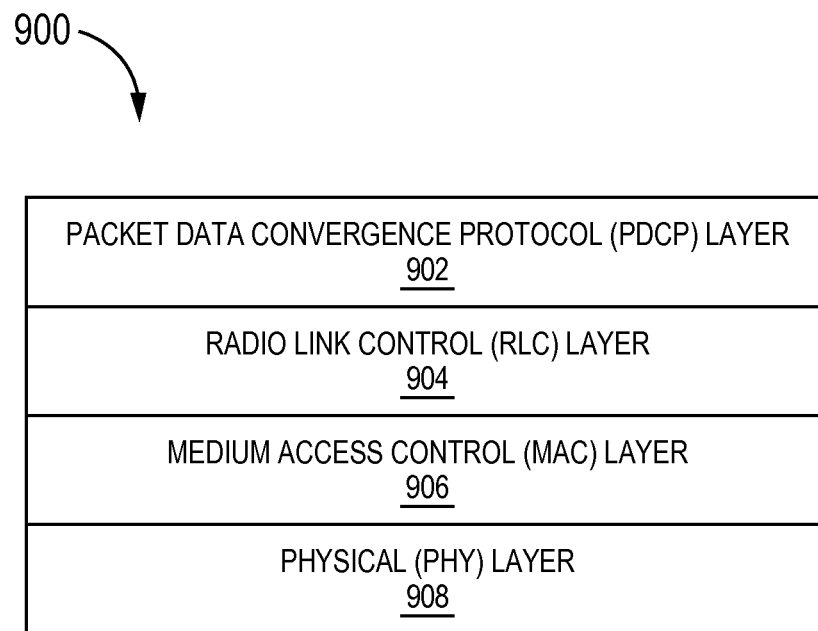 900
PACKET DATA CONVERGENCE PROTOCOL (PDCP) LAYER
902
RADIO LINK CONTROL (RLC) LAYER
904
MEDIUM ACCESS CONTROL (MAC) LAYER
906
PHYSICAL (PHY) LAYER
908